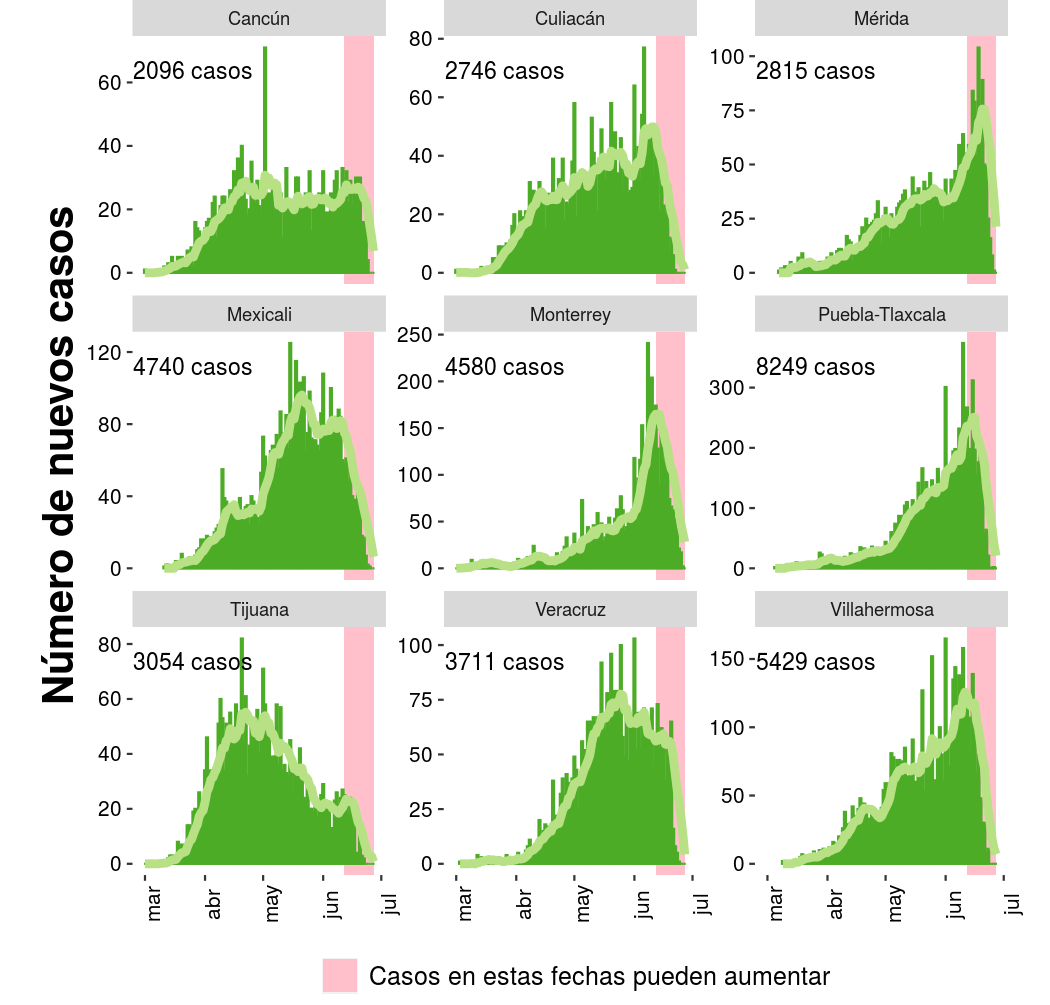 Número de nuevos casos
Cancún
2096 casos
60
40
20
0
Culiacán
2746 casos
80
60
40
20
0
Mérida
2815 casos
100
75
50
25
0
Mexicali
4740 casos
120
80
40
0
Monterrey
4580 casos
250
200
150
100
50
0
Puebla-Tlaxcala
8249 casos
300
200
100
0
Tijuana
3054 casos
80
60
40
20
0
mar abr may jun jul
Veracruz
3711 casos
100
75
50
25
0
mar abr may jun jul
Villahermosa
5429 casos
150
100
50
0
mar abr may jun jul
Casos en estas fechas pueden aumentar